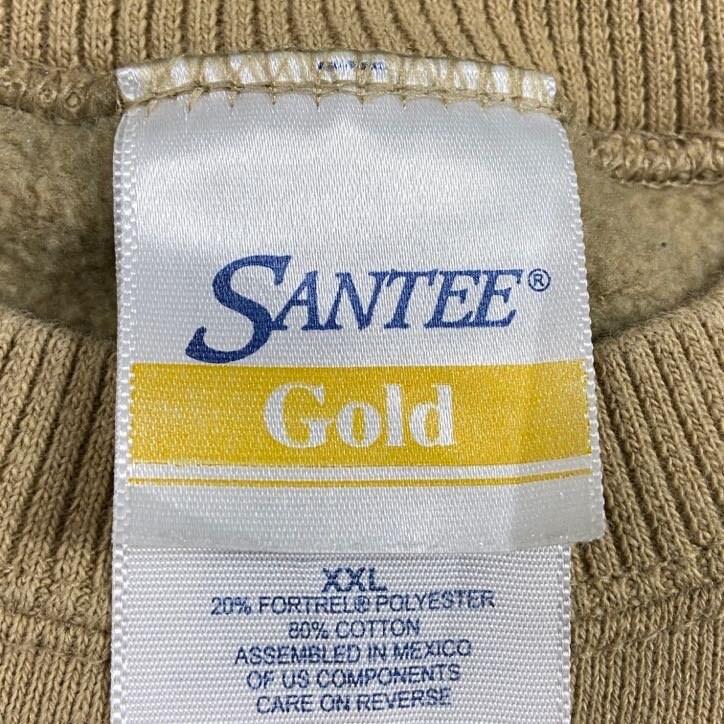 SANTEE®
Gold
XXL
20% FORTREL® POLYESTER
80% COTTON
ASSEMBLED IN MEXICO
OF US COMPONENTS
CARE ON REVERSE